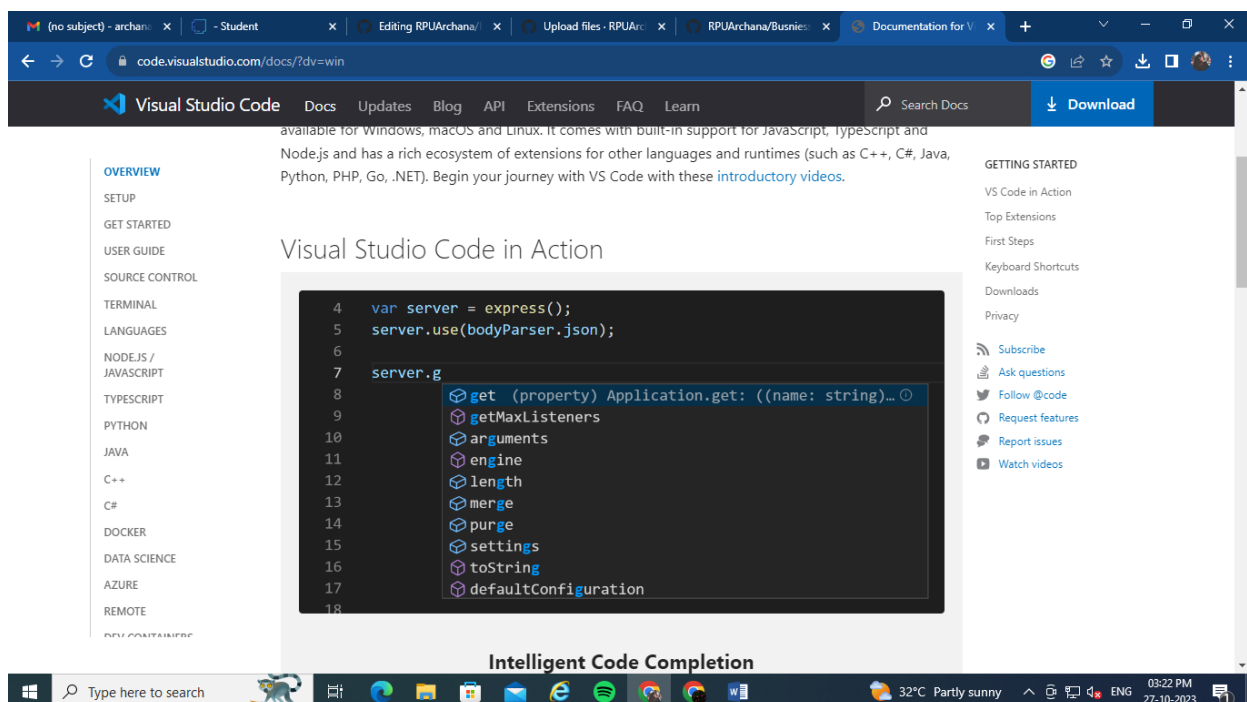 (no subject) - archana
- Student
Editing RPUArchana/
Upload files · RPUArc
RPUArchana/Busnies
Documentation for V
code.visualstudio.com/docs/?dv=win
Visual Studio Code
Docs
Updates
Blog
API
Extensions
FAQ
Learn
Search Docs
Download
OVERVIEW
SETUP
GET STARTED
USER GUIDE
SOURCE CONTROL
TERMINAL
LANGUAGES
NODE.JS /
JAVASCRIPT
TYPESCRIPT
PYTHON
JAVA
C++
C#
DOCKER
DATA SCIENCE
AZURE
REMOTE
DEV CONTAINERS
available for Windows, macOS and Linux. It comes with built-in support for JavaScript, TypeScript and
Node.js and has a rich ecosystem of extensions for other languages and runtimes (such as C++, C#, Java,
Python, PHP, Go, .NET). Begin your journey with VS Code with these introductory videos.
Visual Studio Code in Action
4 var server = express();
5 server.use(bodyParser.json);
6
7 server.g
8 get (property) Application.get: ((name: string)…
9 getMaxListeners
10 arguments
11 engine
12 length
13 merge
14 purge
15 settings
16 toString
17 defaultConfiguration
18
Intelligent Code Completion
GETTING STARTED
VS Code in Action
Top Extensions
First Steps
Keyboard Shortcuts
Downloads
Privacy
Subscribe
Ask questions
Follow @code
Request features
Report issues
Watch videos
Type here to search
32°C Partly sunny
ENG
03:22 PM
27-10-2023